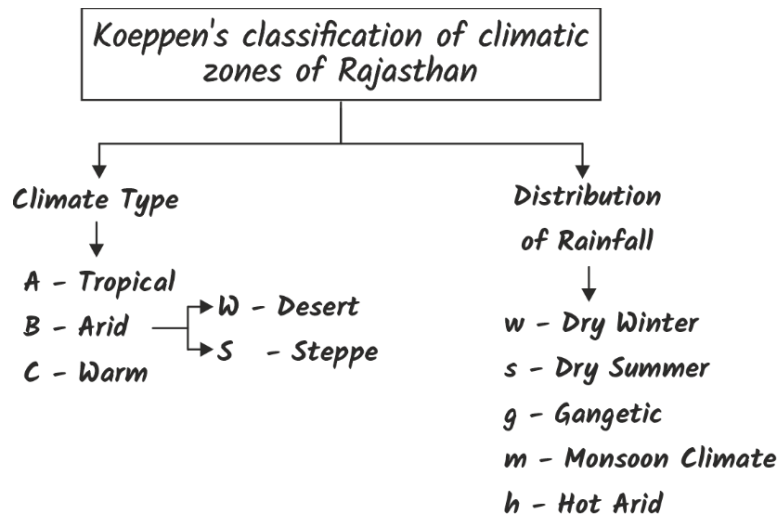 Koeppen's classification of climatic
zones of Rajasthan
Climate Type
A - Tropical
B - Arid
W - Desert
S - Steppe
C - Warm
Distribution
of Rainfall
w - Dry Winter
s - Dry Summer
g - Gangetic
m - Monsoon Climate
h - Hot Arid